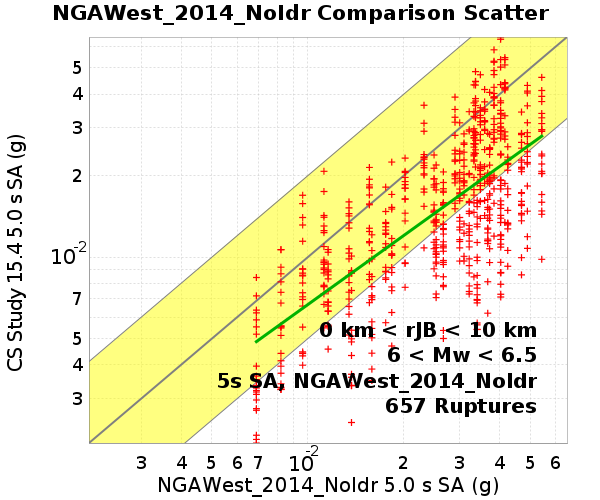 NGAWest_2014_NoIdr Comparison Scatter
CS Study 15.4 5.0 s SA (g)
5
4
3
2
10-2
7
5
4
3
0 km < rJB < 10 km
6 < Mw < 6.5
5s SA, NGAWest_2014_NoIdr
657 Ruptures
3 4 5 6 7 10-2 2 3 4 5 6
NGAWest_2014_NoIdr 5.0 s SA (g)